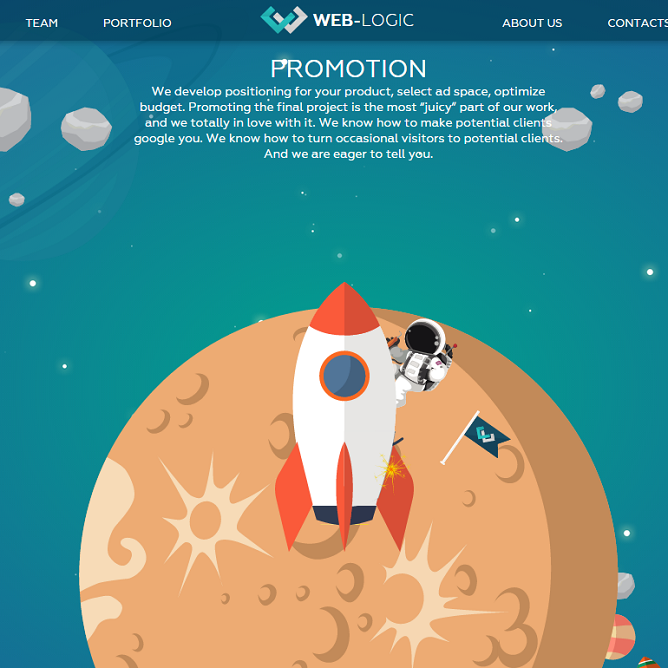 TEAM PORTFOLIO WEB-LOGIC ABOUT US CONTACTS
PROMOTION
We develop positioning for your product, select ad space, optimize
budget. Promoting the final project is the most “juicy” part of our work,
and we totally in love with it. We know how to make potential clients
google you. We know how to turn occasional visitors to potential clients.
And we are eager to tell you.